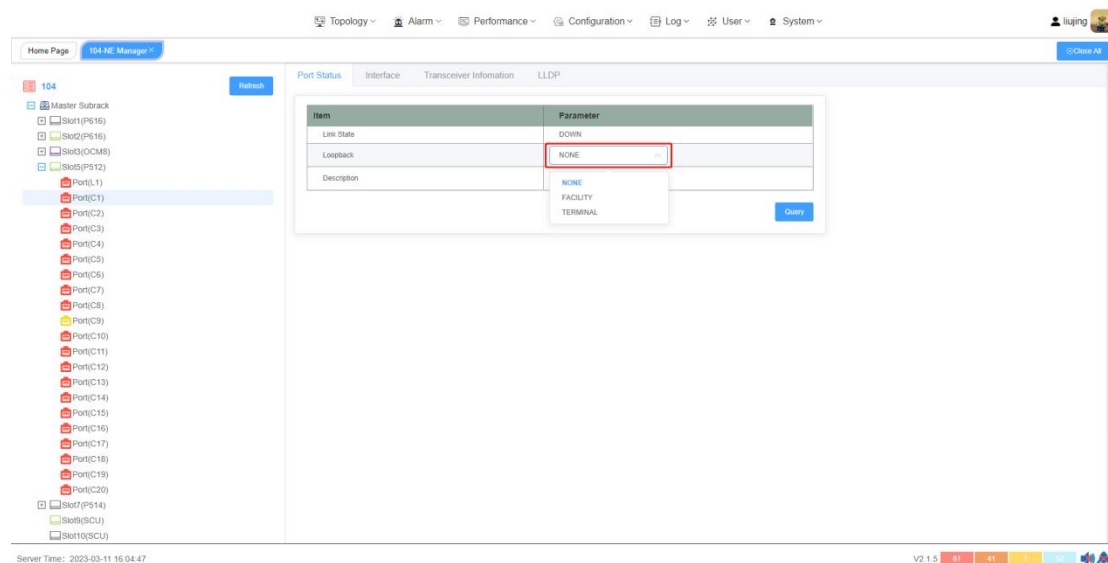 Topology Alarm Performance Configuration Log User System liujing
Home Page 104-NE Manager × Close All
104 Refresh
Port Status Interface Transceiver Infomation LLDP
Master Subrack
Slot1(P616)
Slot2(P616)
Slot3(OCM8)
Slot5(P512)
Port(L1)
Port(C1)
Port(C2)
Port(C3)
Port(C4)
Port(C5)
Port(C6)
Port(C7)
Port(C8)
Port(C9)
Port(C10)
Port(C11)
Port(C12)
Port(C13)
Port(C14)
Port(C15)
Port(C16)
Port(C17)
Port(C18)
Port(C19)
Port(C20)
Slot7(P514)
Slot9(SCU)
Slot10(SCU)
Item Parameter
Link State DOWN
Loopback NONE
Description
NONE
FACILITY
TERMINAL
Query
Server Time: 2023-03-11 16:04:47
V2.1.5 61 41 7